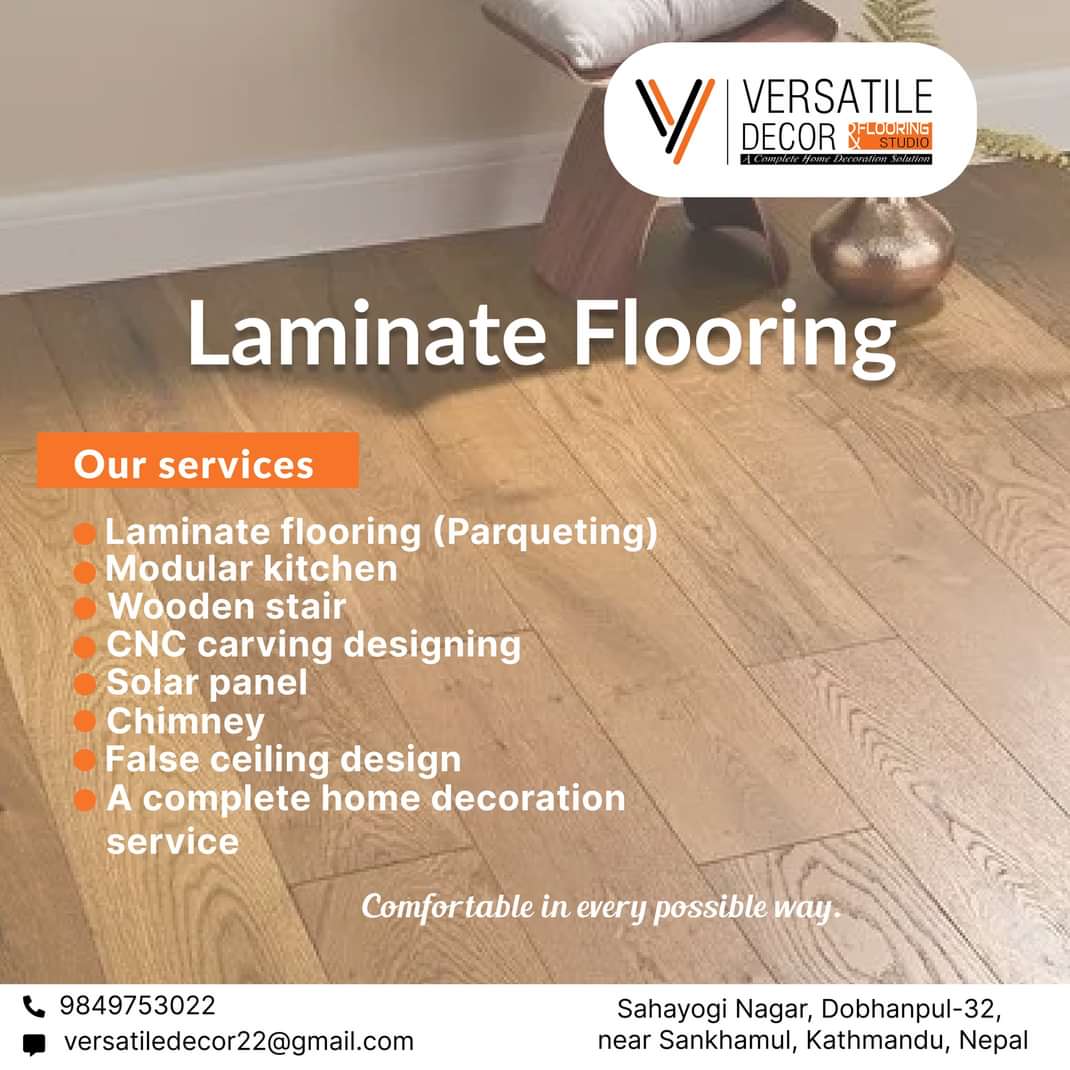 VERSATILE
DECOR & FLOORING STUDIO
A Complete Home Decoration Solution
Laminate Flooring
Our services
Laminate flooring (Parqueting)
Modular kitchen
Wooden stair
CNC carving designing
Solar panel
Chimney
False ceiling design
A complete home decoration
service
Comfortable in every possible way.
9849753022
versatiledecor22@gmail.com
Sahayogi Nagar, Dobhanpul-32,
near Sankhamul, Kathmandu, Nepal